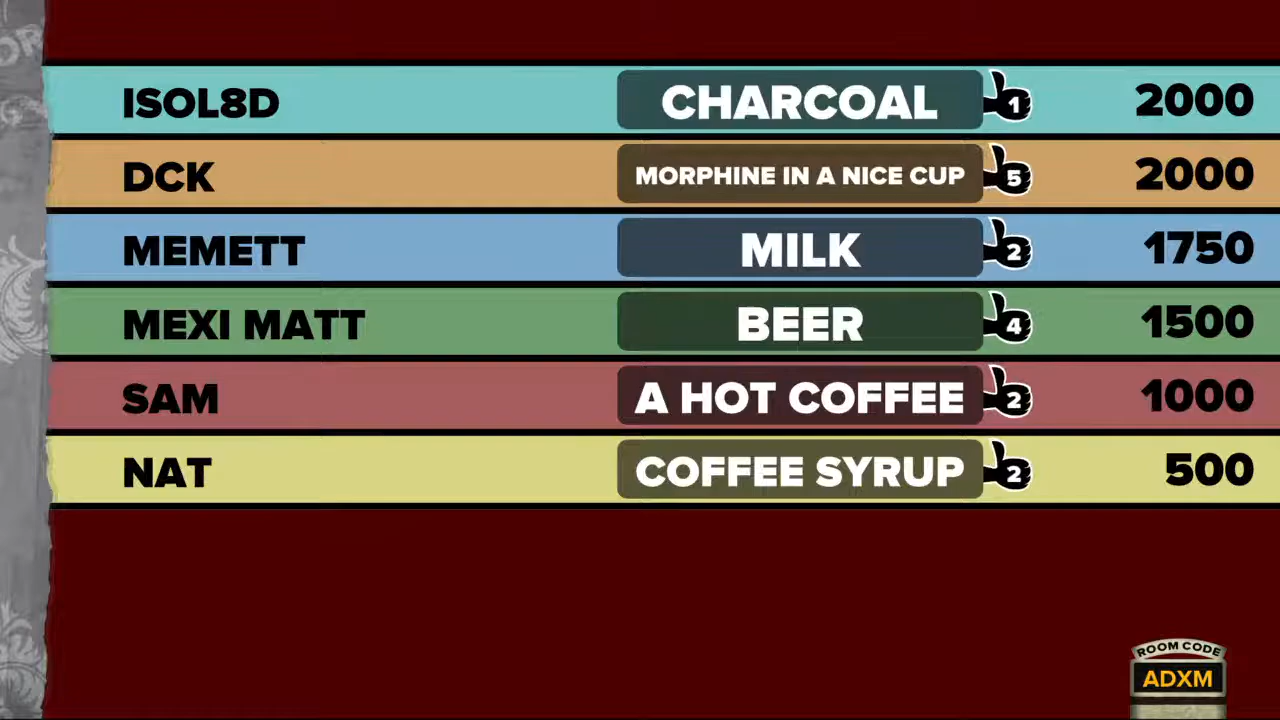 ISOL8D CHARCOAL 1 2000
DCK MORPHINE IN A NICE CUP 5 2000
MEMETT MILK 2 1750
MEXI MATT BEER 4 1500
SAM A HOT COFFEE 2 1000
NAT COFFEE SYRUP 2 500
ROOM CODE
ADXM